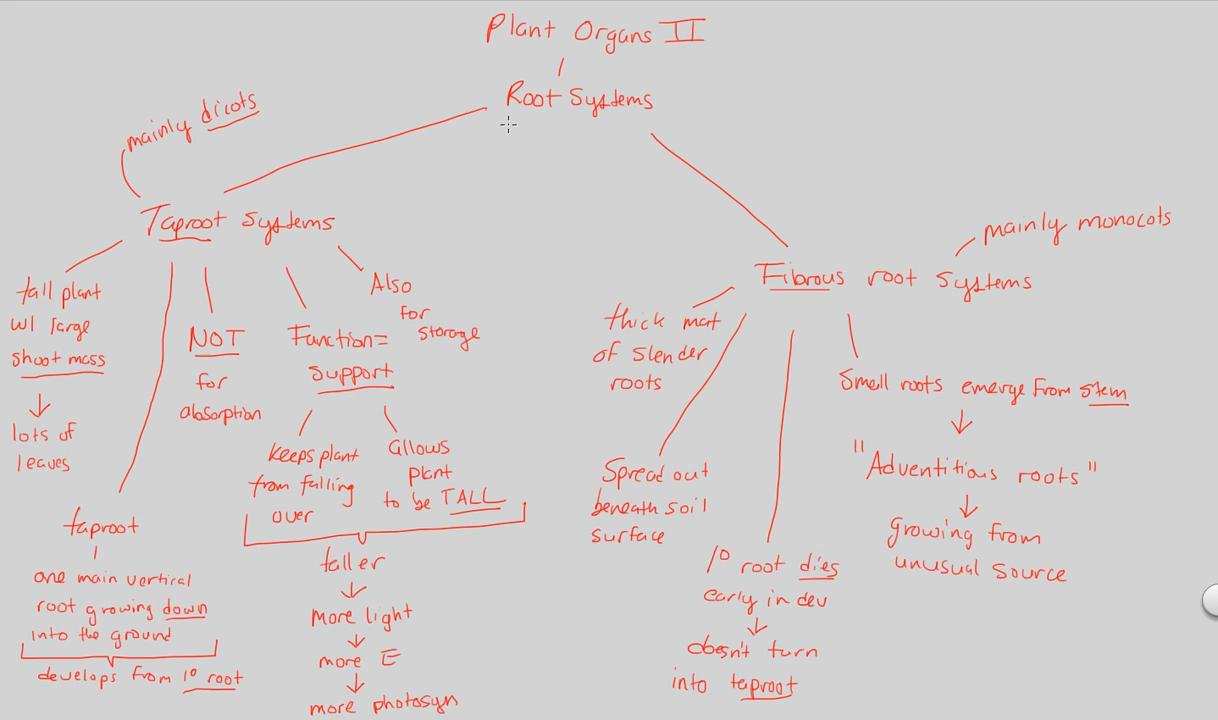 Plant Organs II
Root Systems
mainly dicots
Taproot systems
tall plant
w/ large
shoot mass
lots of
leaves
taproot
one main vertical
root growing down
into the ground
develops from 1° root
NOT
for
absorption
Function=
support
keeps plant
from falling
over
allows
plant
to be TALL
taller
more light
more E
more photosyn
Also
for
storage
mainly monocots
Fibrous root systems
thick mat
of slender
roots
Spread out
beneath soil
surface
1° root dies
early in dev
doesn't turn
into taproot
Small roots emerge from stem
"Adventitious roots"
growing from
unusual source